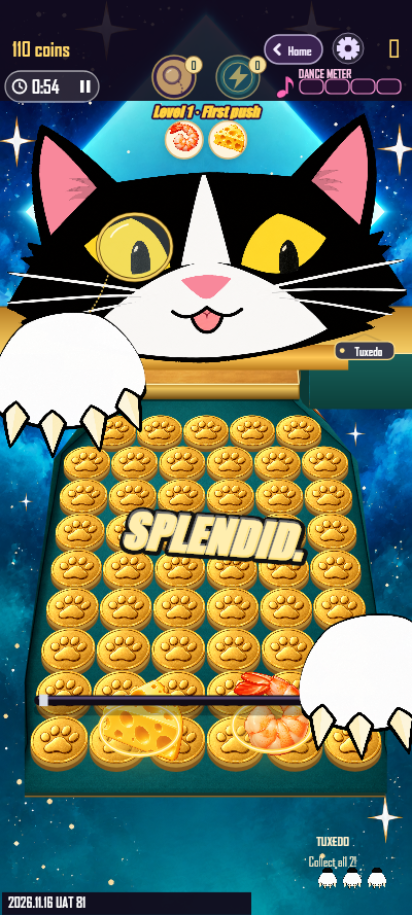 110 coins
0
0
Home
0:54
DANCE METER
Level 1 · First push
Tuxedo
SPLENDID.
TUXEDO
Collect all 2!
2026.11.16 UAT 81